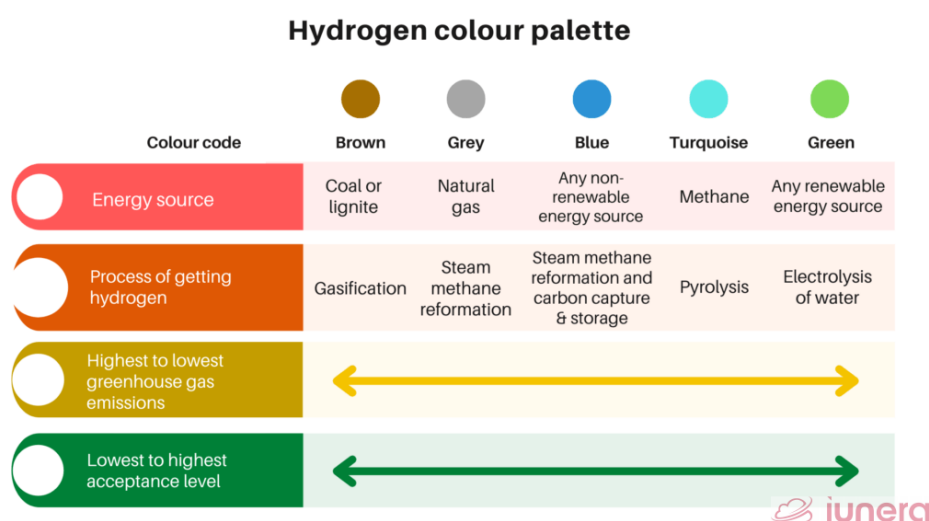 Hydrogen colour palette
Colour code
Brown
Grey
Blue
Turquoise
Green
Energy source
Coal or
lignite
Natural
gas
Any non-
renewable
energy source
Methane
Any renewable
energy source
Process of getting
hydrogen
Gasification
Steam
methane
reformation
Steam methane
reformation and
carbon capture
& storage
Pyrolysis
Electrolysis
of water
Highest to lowest
greenhouse gas
emissions
Lowest to highest
acceptance level
iunera